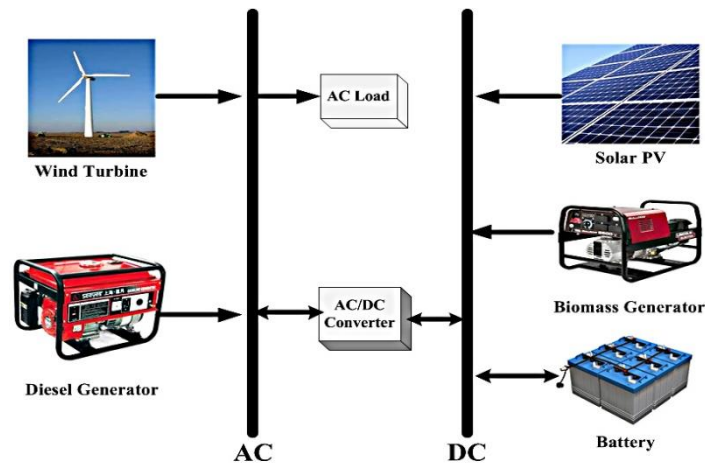 AC Load
Wind Turbine
Solar PV
AC/DC
Converter
Biomass Generator
Diesel Generator
Battery
AC
DC